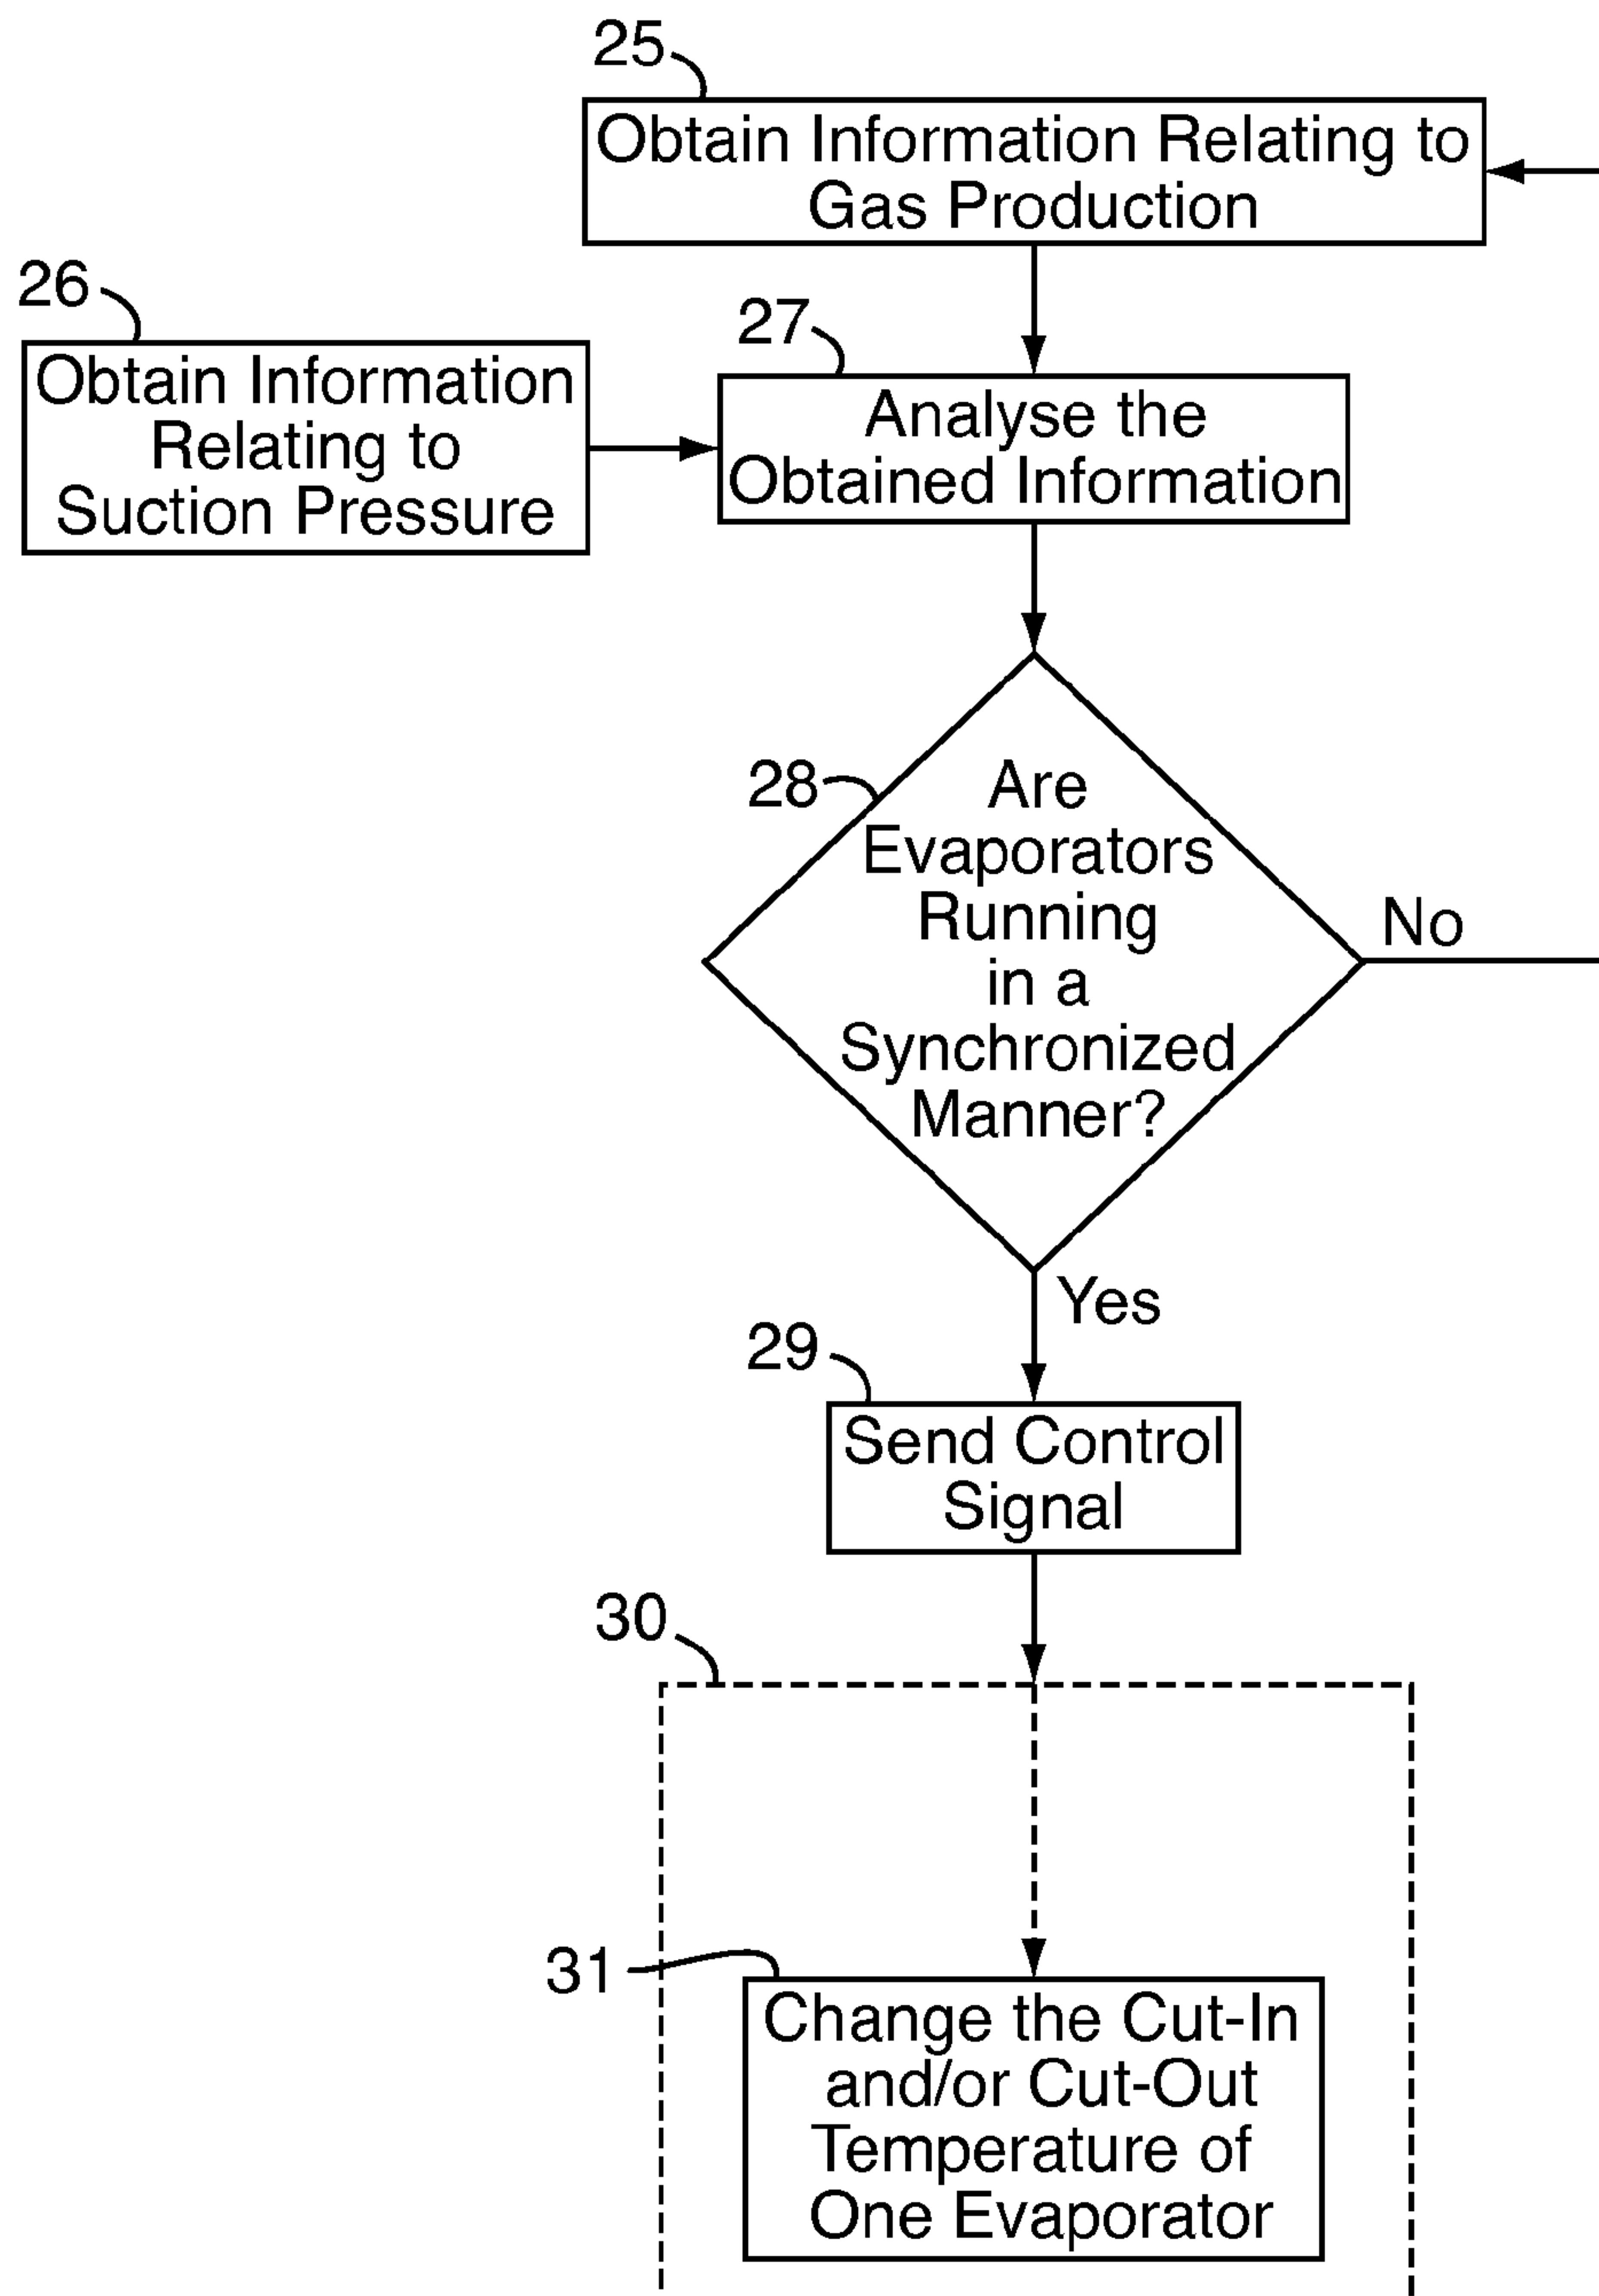 25
Obtain Information Relating to
Gas Production
26
Obtain Information
Relating to
Suction Pressure
27
Analyse the
Obtained Information
28
Are
Evaporators
Running
in a
Synchronized
Manner?
No
Yes
29
Send Control
Signal
30
31
Change the Cut-In
and/or Cut-Out
Temperature of
One Evaporator